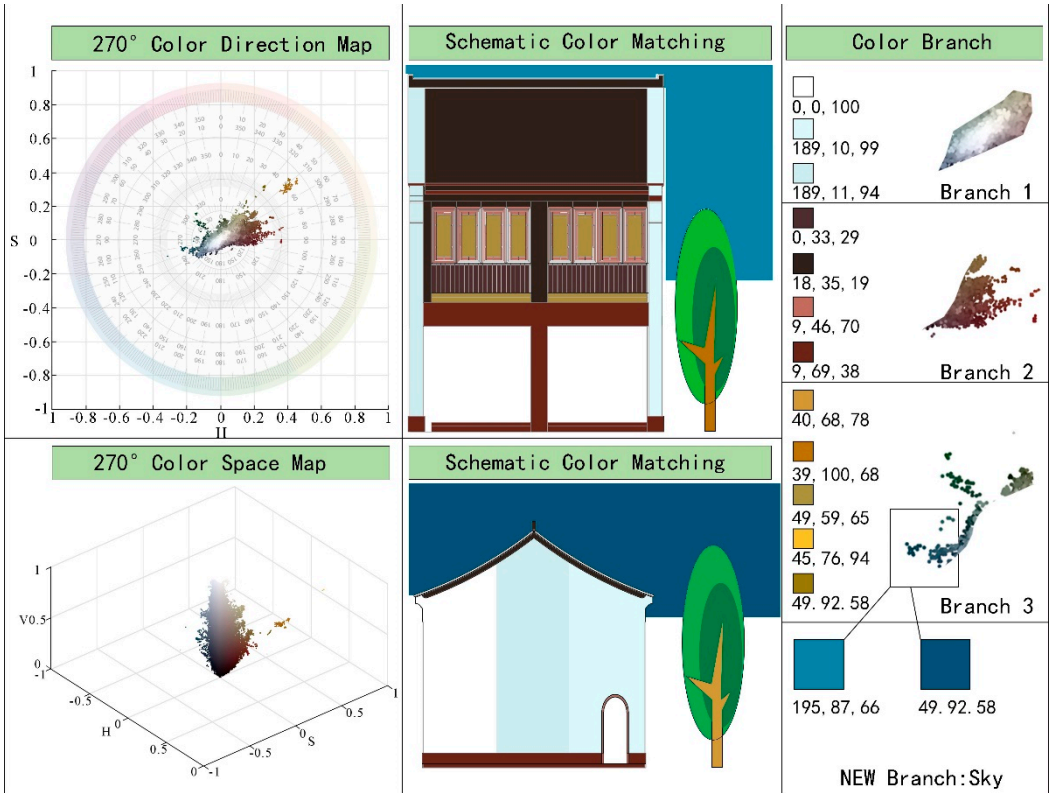 270° Color Direction Map
1
0.8
0.6
0.4
0.2
S 0
-0.2
-0.4
-0.6
-0.8
-1
-1 -0.8 -0.6 -0.4 -0.2 0 0.2 0.4 0.6 0.8 1
H
270° Color Space Map
1
V0.5
0
-1
-0.5
H 0
0.5
0
-1
-0.5
0
S
0.5
1
Schematic Color Matching
Schematic Color Matching
Color Branch
0, 0, 100
189, 10, 99
189, 11, 94
Branch 1
0, 33, 29
18, 35, 19
9, 46, 70
9, 69, 38
Branch 2
40, 68, 78
39, 100, 68
49, 59, 65
45, 76, 94
49. 92. 58
Branch 3
195, 87, 66
49. 92. 58
NEW Branch:Sky